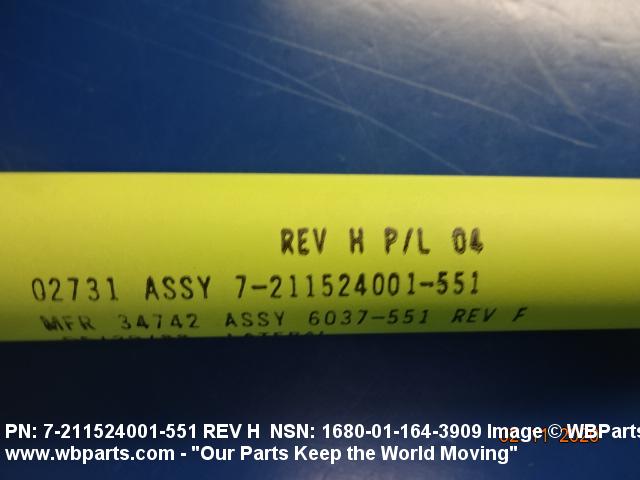 REV H P/L 04
02731 ASSY 7-211524001-551
MFR 34742 ASSY 6037-551 REV F
PN: 7-211524001-551 REV H NSN: 1680-01-164-3909 Image © WBParts
www.wbparts.com - "Our Parts Keep the World Moving"